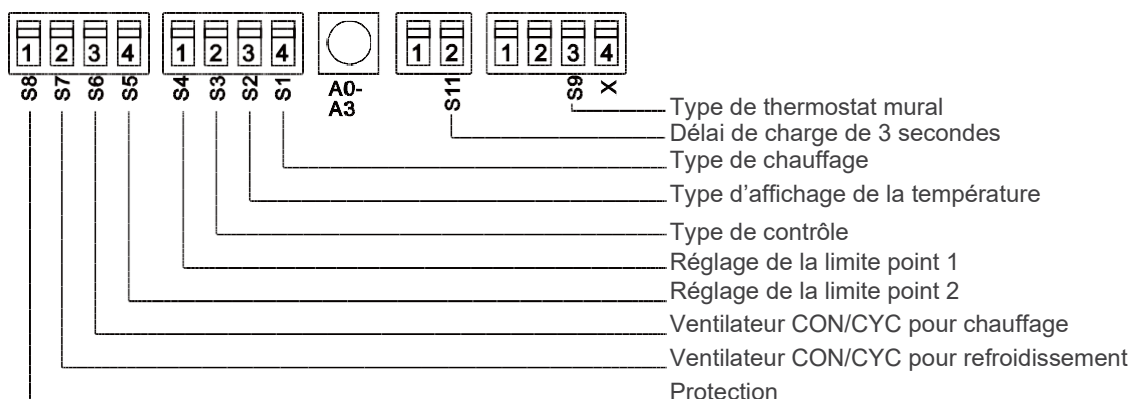 1 2 3 4 1 2 3 4 1 2 1 2 3 4
S8 S7 S6 S5 S4 S3 S2 S1 A0- S11 S9 X
A3
Type de thermostat mural
Délai de charge de 3 secondes
Type de chauffage
Type d’affichage de la température
Type de contrôle
Réglage de la limite point 1
Réglage de la limite point 2
Ventilateur CON/CYC pour chauffage
Ventilateur CON/CYC pour refroidissement
Protection